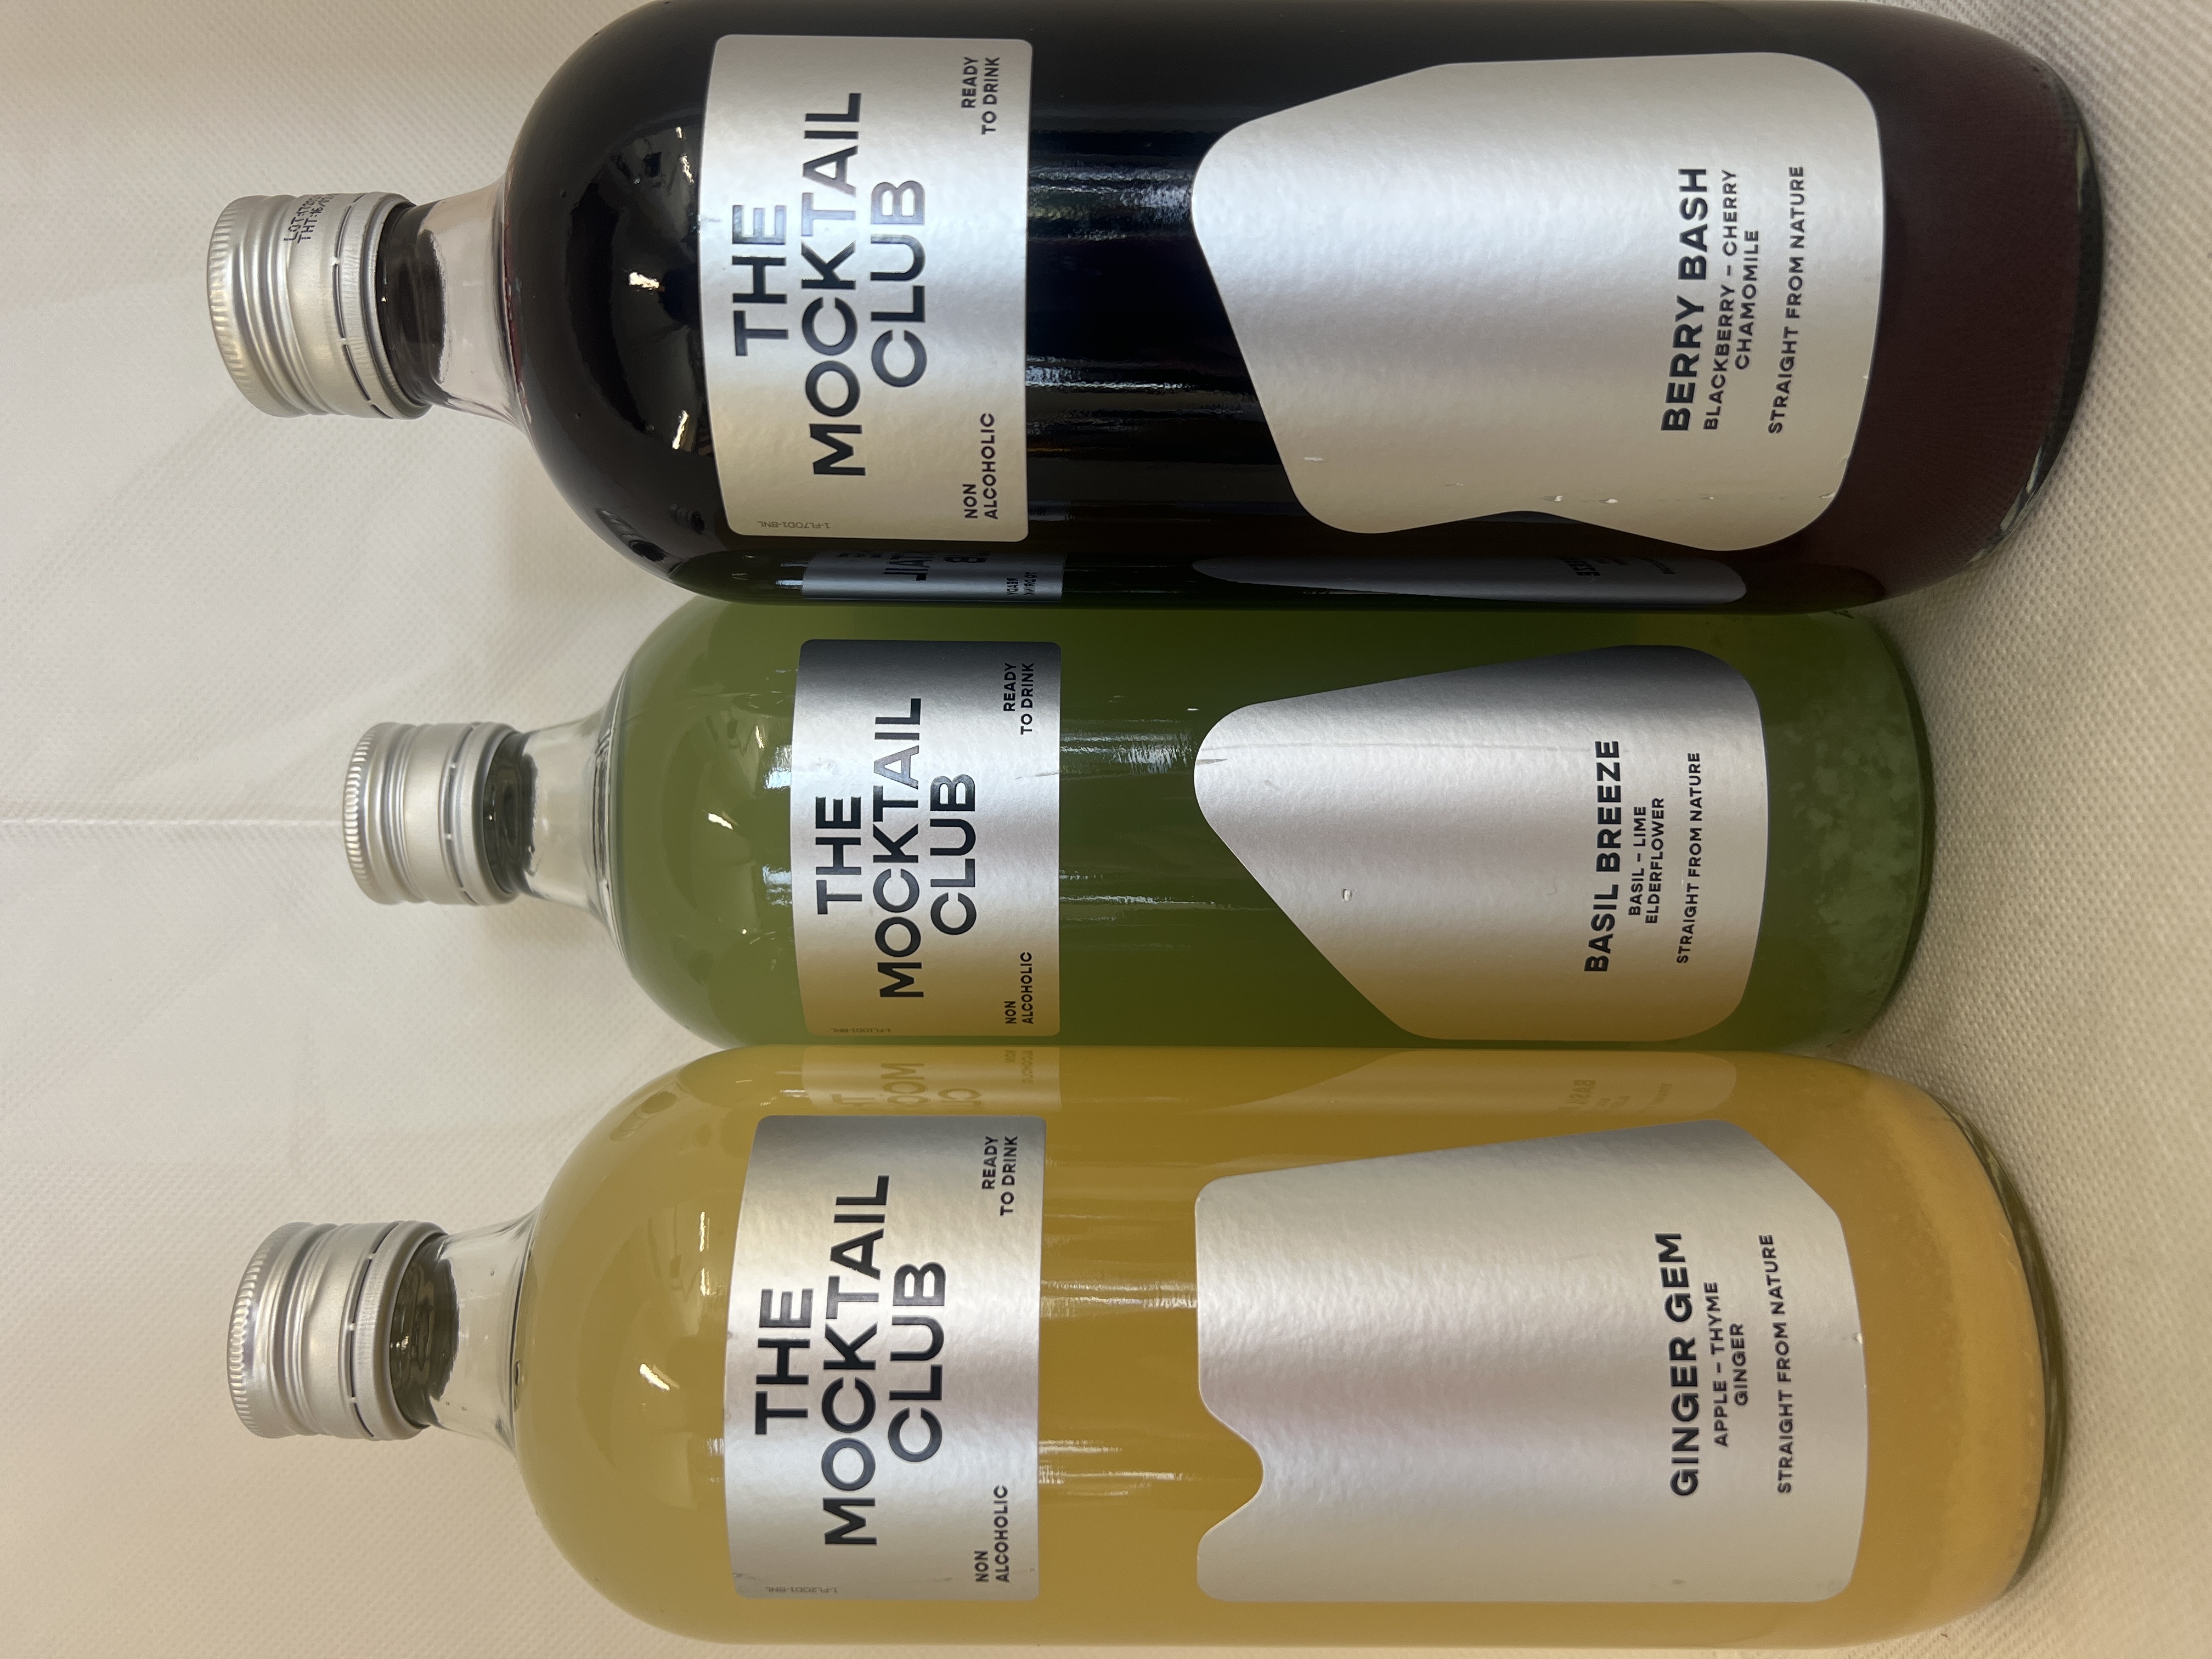 THE
MOCKTAIL
CLUB
NON
ALCOHOLIC
READY
TO DRINK
GINGER GEM
APPLE – THYME
GINGER
STRAIGHT FROM NATURE
THE
MOCKTAIL
CLUB
NON
ALCOHOLIC
READY
TO DRINK
BASIL BREEZE
BASIL – LIME
ELDERFLOWER
STRAIGHT FROM NATURE
THE
MOCKTAIL
CLUB
NON
ALCOHOLIC
READY
TO DRINK
BERRY BASH
BLACKBERRY – CHERRY
CHAMOMILE
STRAIGHT FROM NATURE